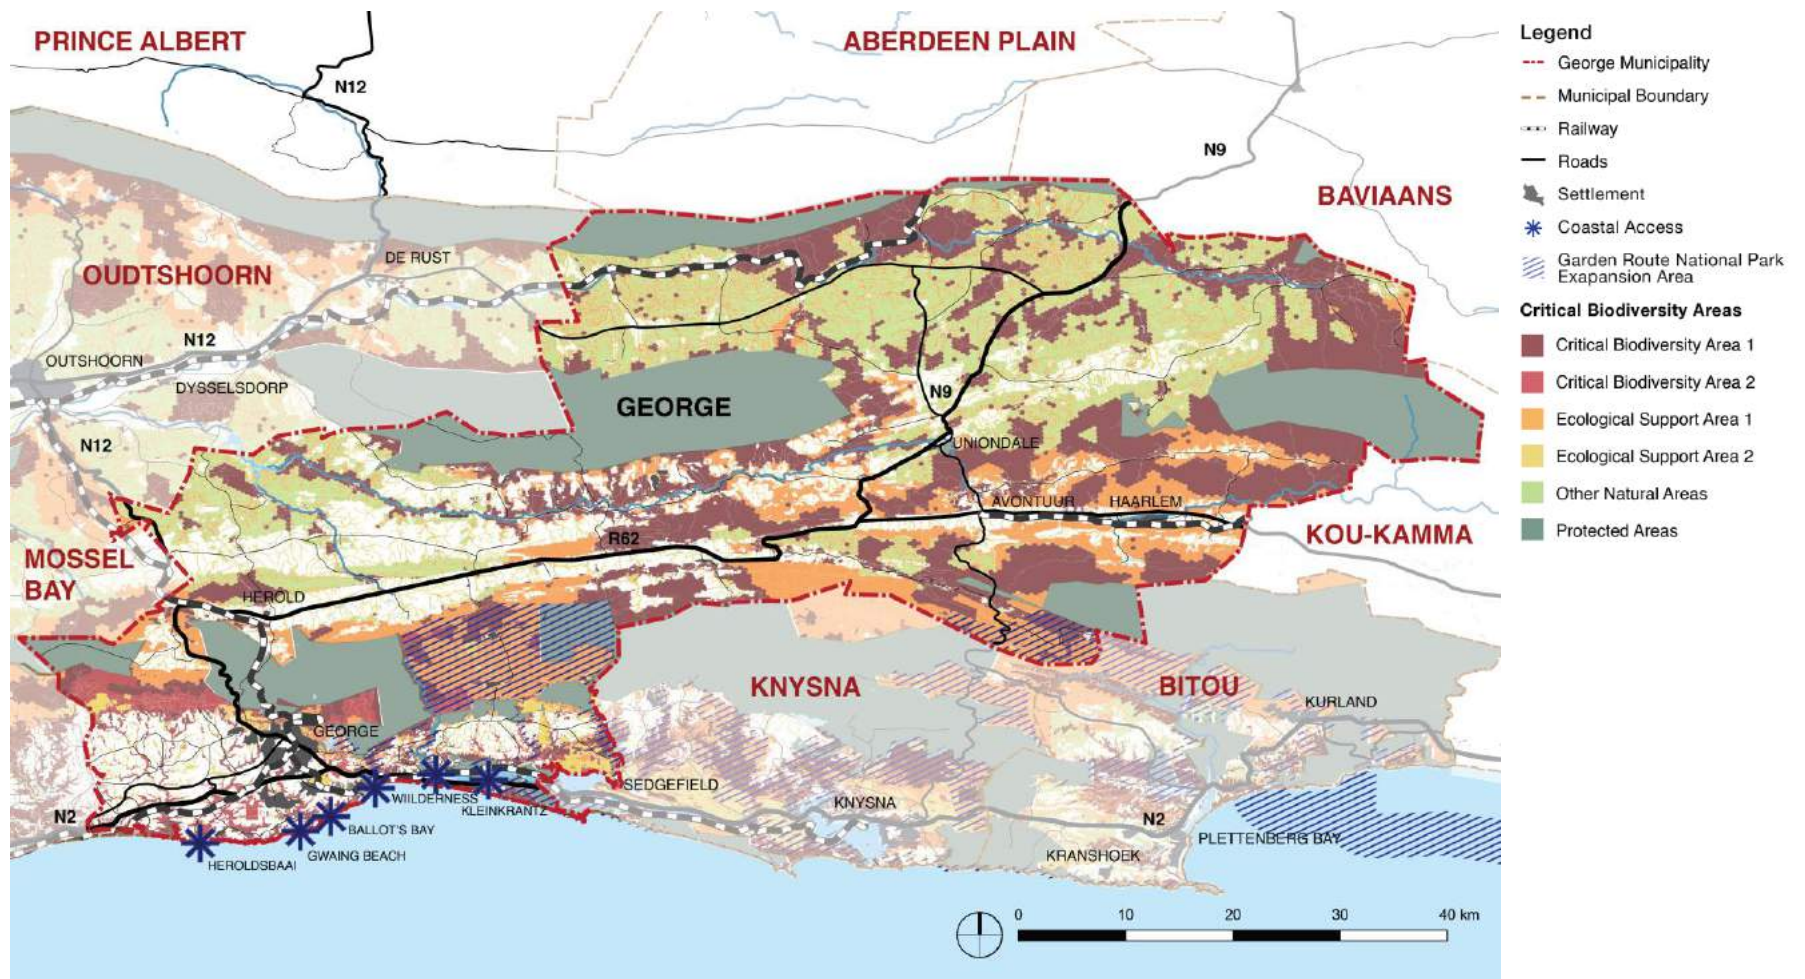 PRINCE ALBERT
ABERDEEN PLAIN
N12
N9
BAVIAANS
DE RUST
OUDTSHOORN
N12
OUTSHOORN
DYSSELSDORP
N9
GEORGE
N12
UNIONDALE
AVONTUUR
HAARLEM
R62
KOU-KAMMA
MOSSEL
BAY
HEROLD
KNYSNA
BITOU
KURLAND
GEORGE
SEDGEFIELD
WIILDERNESS
KLEINKRANTZ
KNYSNA
N2
N2
BALLOT'S BAY
PLETTENBERG BAY
GWAING BEACH
KRANSHOEK
HEROLDSBAAI
0 10 20 30 40 km
Legend
George Municipality
Municipal Boundary
Railway
Roads
Settlement
Coastal Access
Garden Route National Park
Exapansion Area
Critical Biodiversity Areas
Critical Biodiversity Area 1
Critical Biodiversity Area 2
Ecological Support Area 1
Ecological Support Area 2
Other Natural Areas
Protected Areas